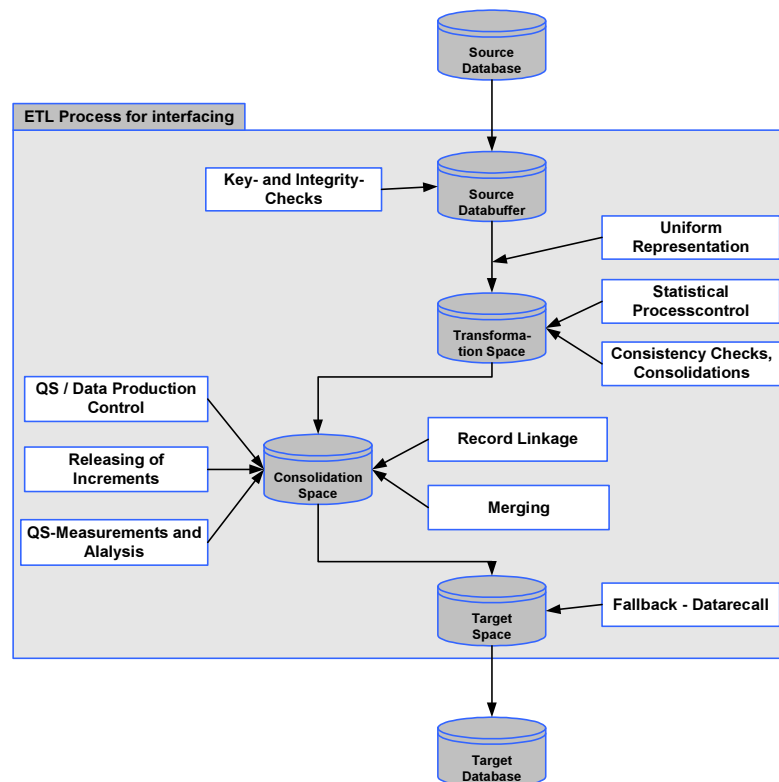 Source
Database
ETL Process for interfacing
Source
Databuffer
Key- and Integrity-
Checks
Uniform
Representation
Transforma-
tion Space
Statistical
Processcontrol
Consistency Checks,
Consolidations
QS / Data Production
Control
Releasing of
Increments
QS-Measurements and
Alalysis
Consolidation
Space
Record Linkage
Merging
Target
Space
Fallback - Datarecall
Target
Database